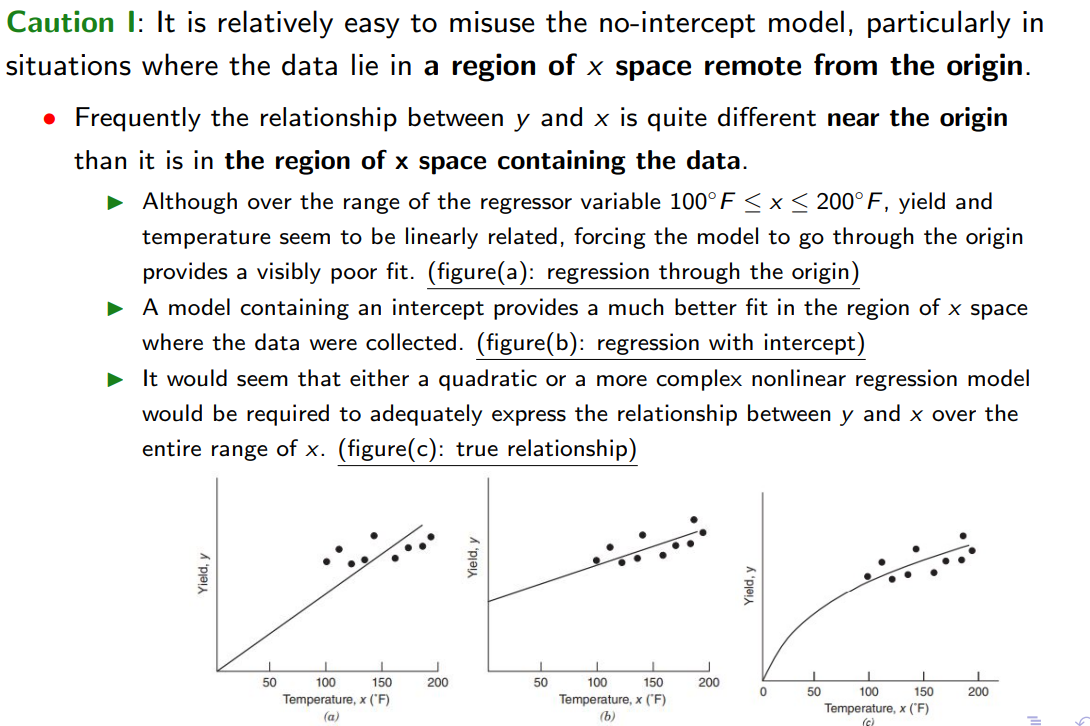 Caution I: It is relatively easy to misuse the no-intercept model, particularly in
situations where the data lie in a region of x space remote from the origin.
• Frequently the relationship between y and x is quite different near the origin
than it is in the region of x space containing the data.
▶ Although over the range of the regressor variable 100°F ≤ x ≤ 200°F, yield and
temperature seem to be linearly related, forcing the model to go through the origin
provides a visibly poor fit. (figure(a): regression through the origin)
▶ A model containing an intercept provides a much better fit in the region of x space
where the data were collected. (figure(b): regression with intercept)
▶ It would seem that either a quadratic or a more complex nonlinear regression model
would be required to adequately express the relationship between y and x over the
entire range of x. (figure(c): true relationship)
Yield, y
50 100 150 200
Temperature, x (°F)
(a)
Yield, y
50 100 150 200
Temperature, x (°F)
(b)
Yield, y
0 50 100 150 200
Temperature, x (°F)
(c)